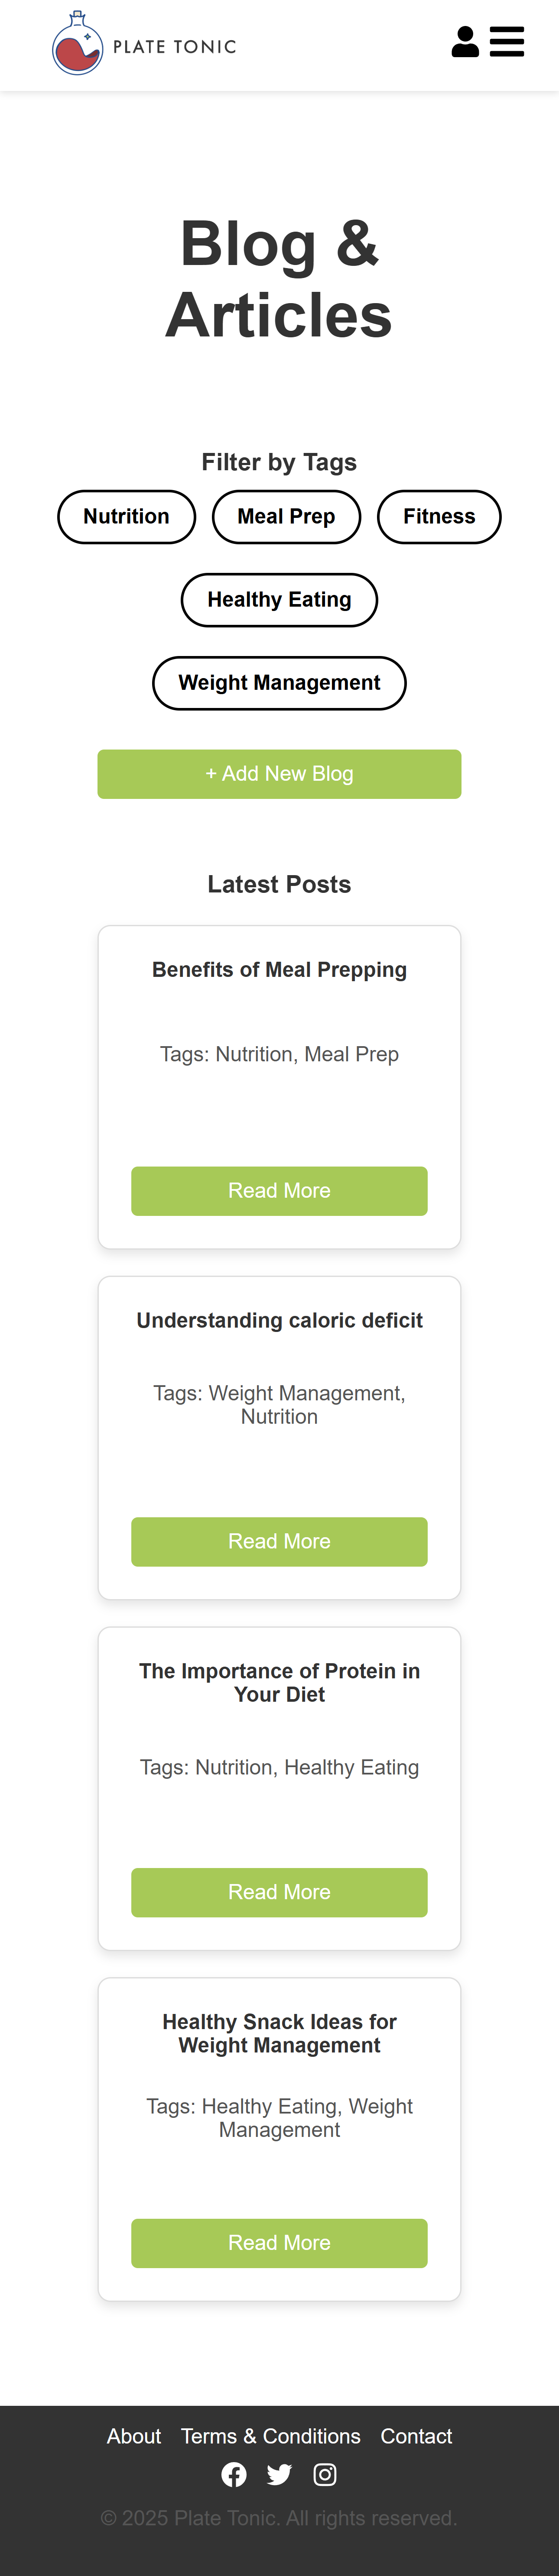 PLATE TONIC
Blog &
Articles
Filter by Tags
Nutrition
Meal Prep
Fitness
Healthy Eating
Weight Management
+ Add New Blog
Latest Posts
Benefits of Meal Prepping
Tags: Nutrition, Meal Prep
Read More
Understanding caloric deficit
Tags: Weight Management,
Nutrition
Read More
The Importance of Protein in
Your Diet
Tags: Nutrition, Healthy Eating
Read More
Healthy Snack Ideas for
Weight Management
Tags: Healthy Eating, Weight
Management
Read More
About Terms & Conditions Contact
© 2025 Plate Tonic. All rights reserved.